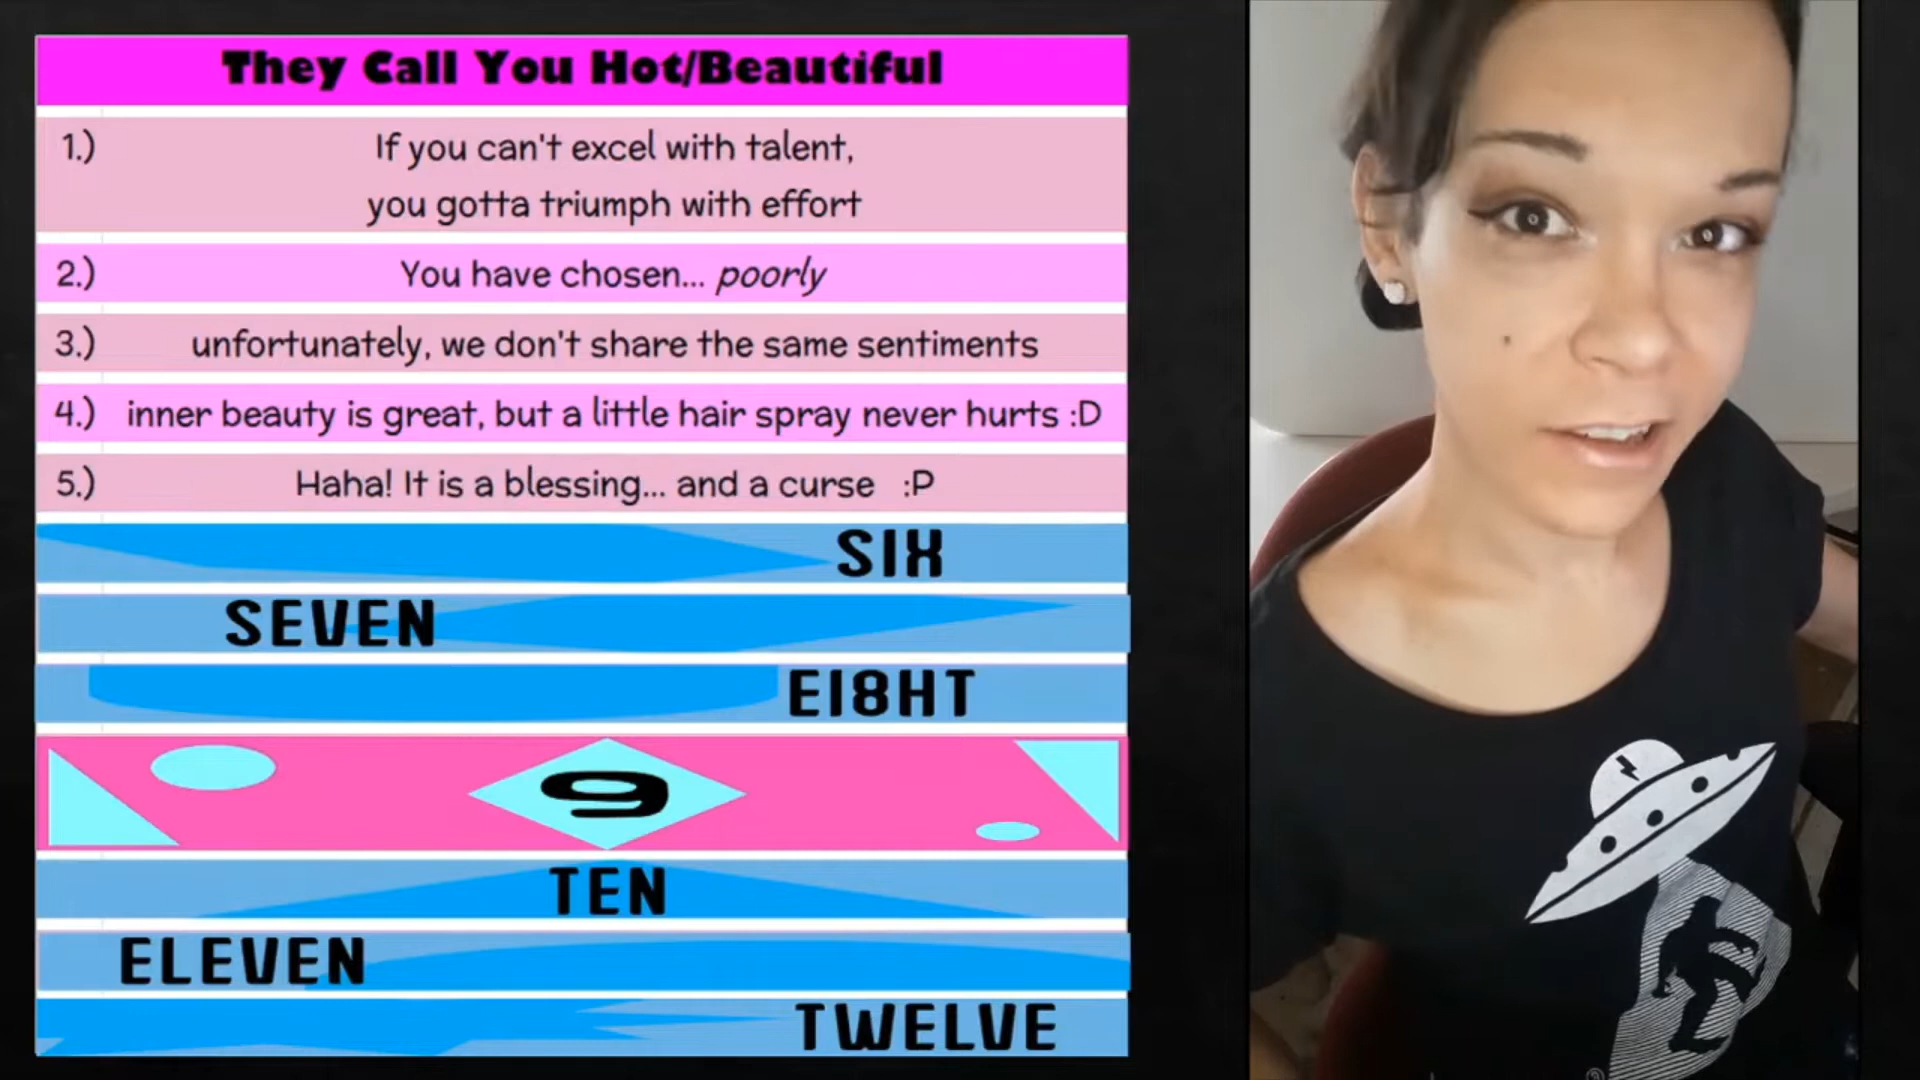 They Call You Hot/Beautiful
1.) If you can't excel with talent,
you gotta triumph with effort
2.) You have chosen... poorly
3.) unfortunately, we don't share the same sentiments
4.) inner beauty is great, but a little hair spray never hurts :D
5.) Haha! It is a blessing... and a curse :P
SIX
SEVEN
EI8HT
9
TEN
ELEVEN
TWELVE